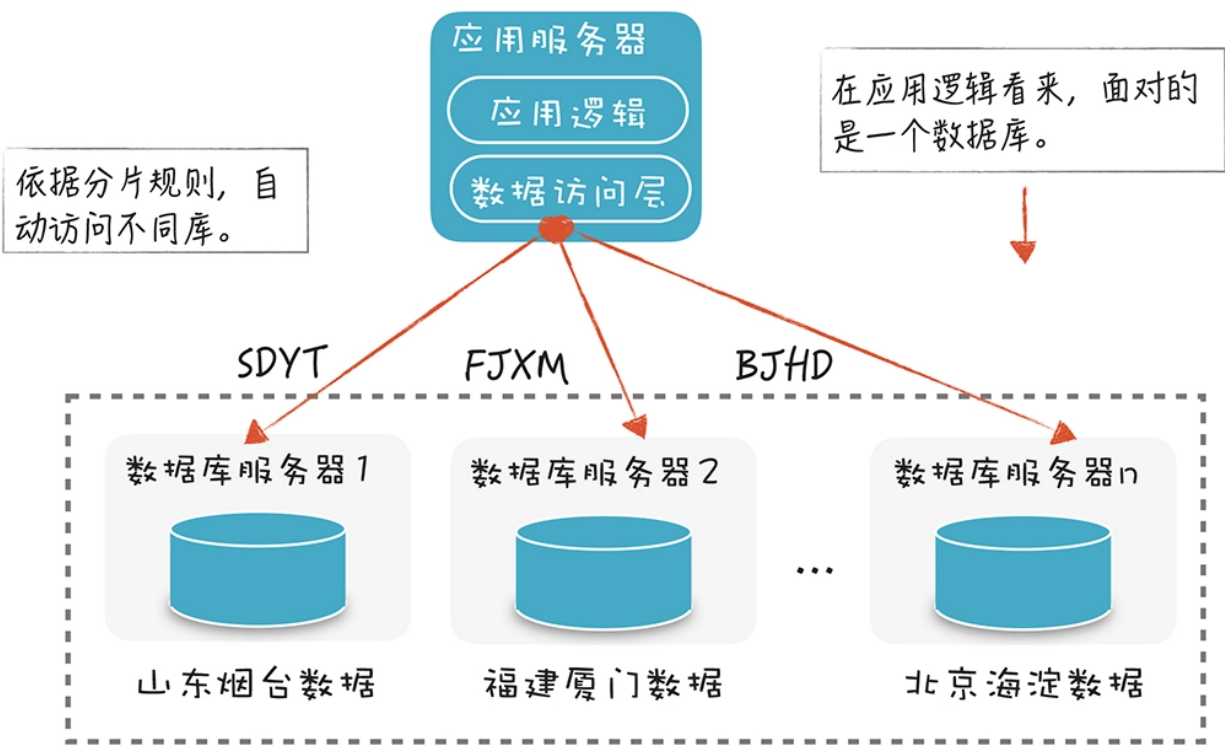 应用服务器
应用逻辑
数据访问层
在应用逻辑看来，面对的
是一个数据库。
依据分片规则，自
动访问不同库。
SDYT
FJXM
BJHD
数据库服务器1
数据库服务器2
数据库服务器n
...
山东烟台数据
福建厦门数据
北京海淀数据